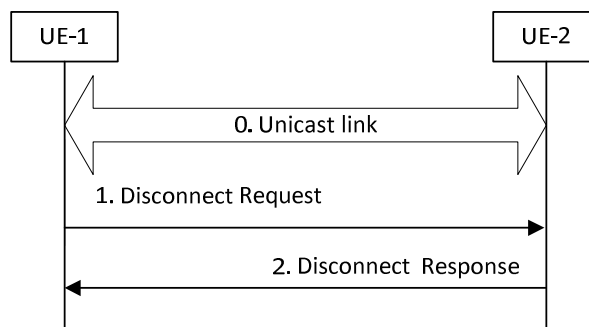 UE-1
UE-2
0. Unicast link
1. Disconnect Request
2. Disconnect Response